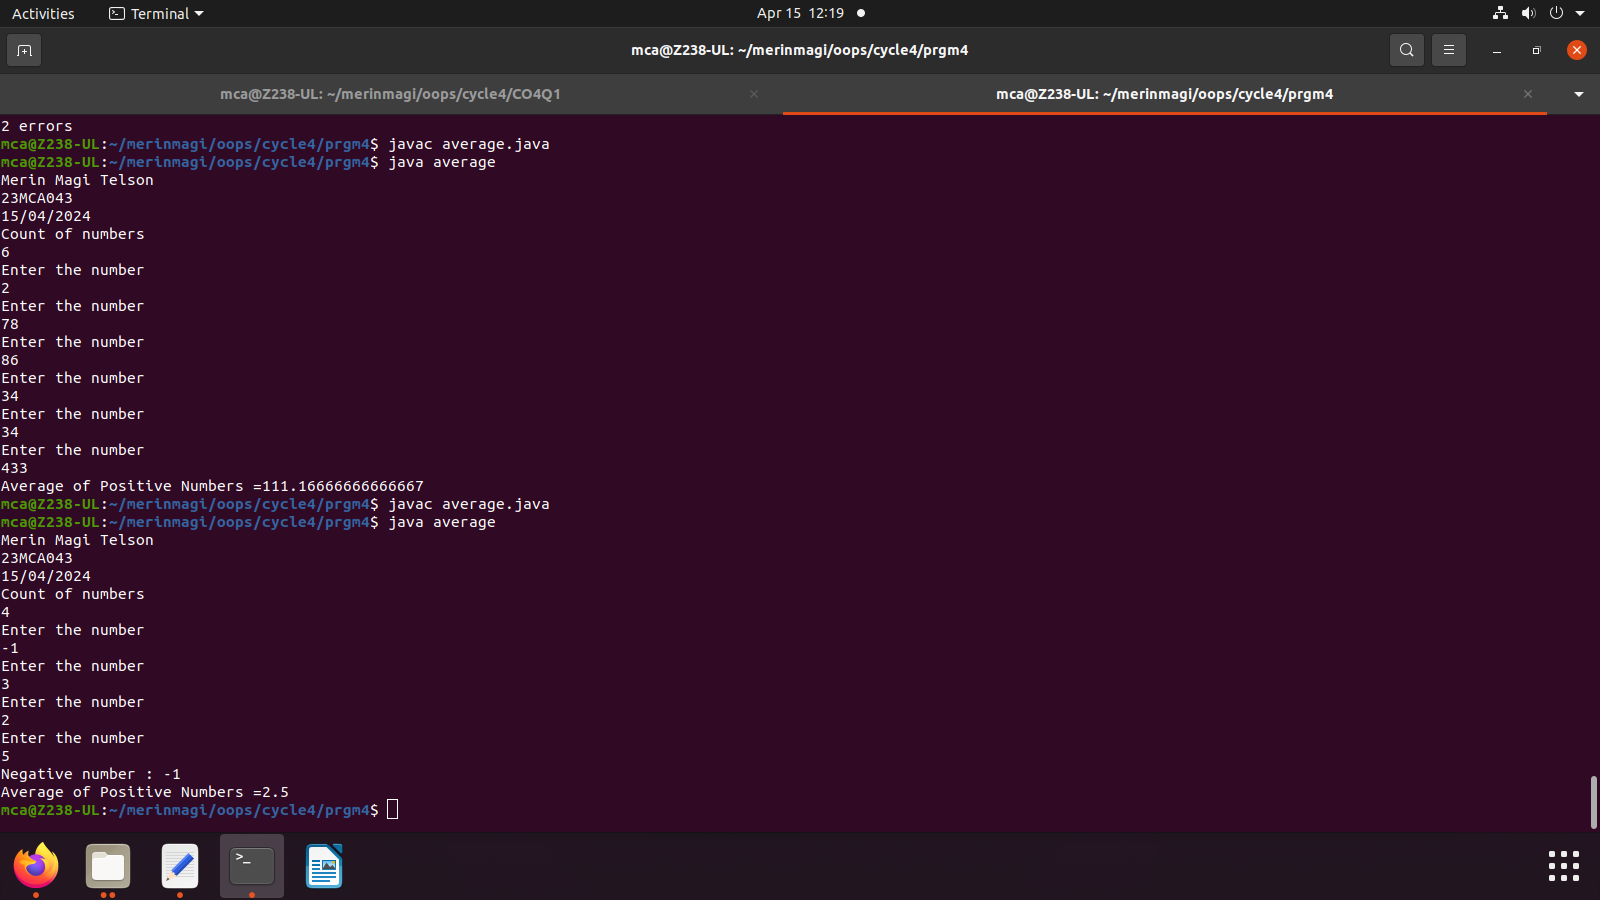 Activities Terminal Apr 15 12:19
mca@Z238-UL: ~/merinmagi/oops/cycle4/prgm4
mca@Z238-UL: ~/merinmagi/oops/cycle4/CO4Q1 mca@Z238-UL: ~/merinmagi/oops/cycle4/prgm4
2 errors
mca@Z238-UL:~/merinmagi/oops/cycle4/prgm4$ javac average.java
mca@Z238-UL:~/merinmagi/oops/cycle4/prgm4$ java average
Merin Magi Telson
23MCA043
15/04/2024
Count of numbers
6
Enter the number
2
Enter the number
78
Enter the number
86
Enter the number
34
Enter the number
34
Enter the number
433
Average of Positive Numbers =111.16666666666667
mca@Z238-UL:~/merinmagi/oops/cycle4/prgm4$ javac average.java
mca@Z238-UL:~/merinmagi/oops/cycle4/prgm4$ java average
Merin Magi Telson
23MCA043
15/04/2024
Count of numbers
4
Enter the number
-1
Enter the number
3
Enter the number
2
Enter the number
5
Negative number : -1
Average of Positive Numbers =2.5
mca@Z238-UL:~/merinmagi/oops/cycle4/prgm4$